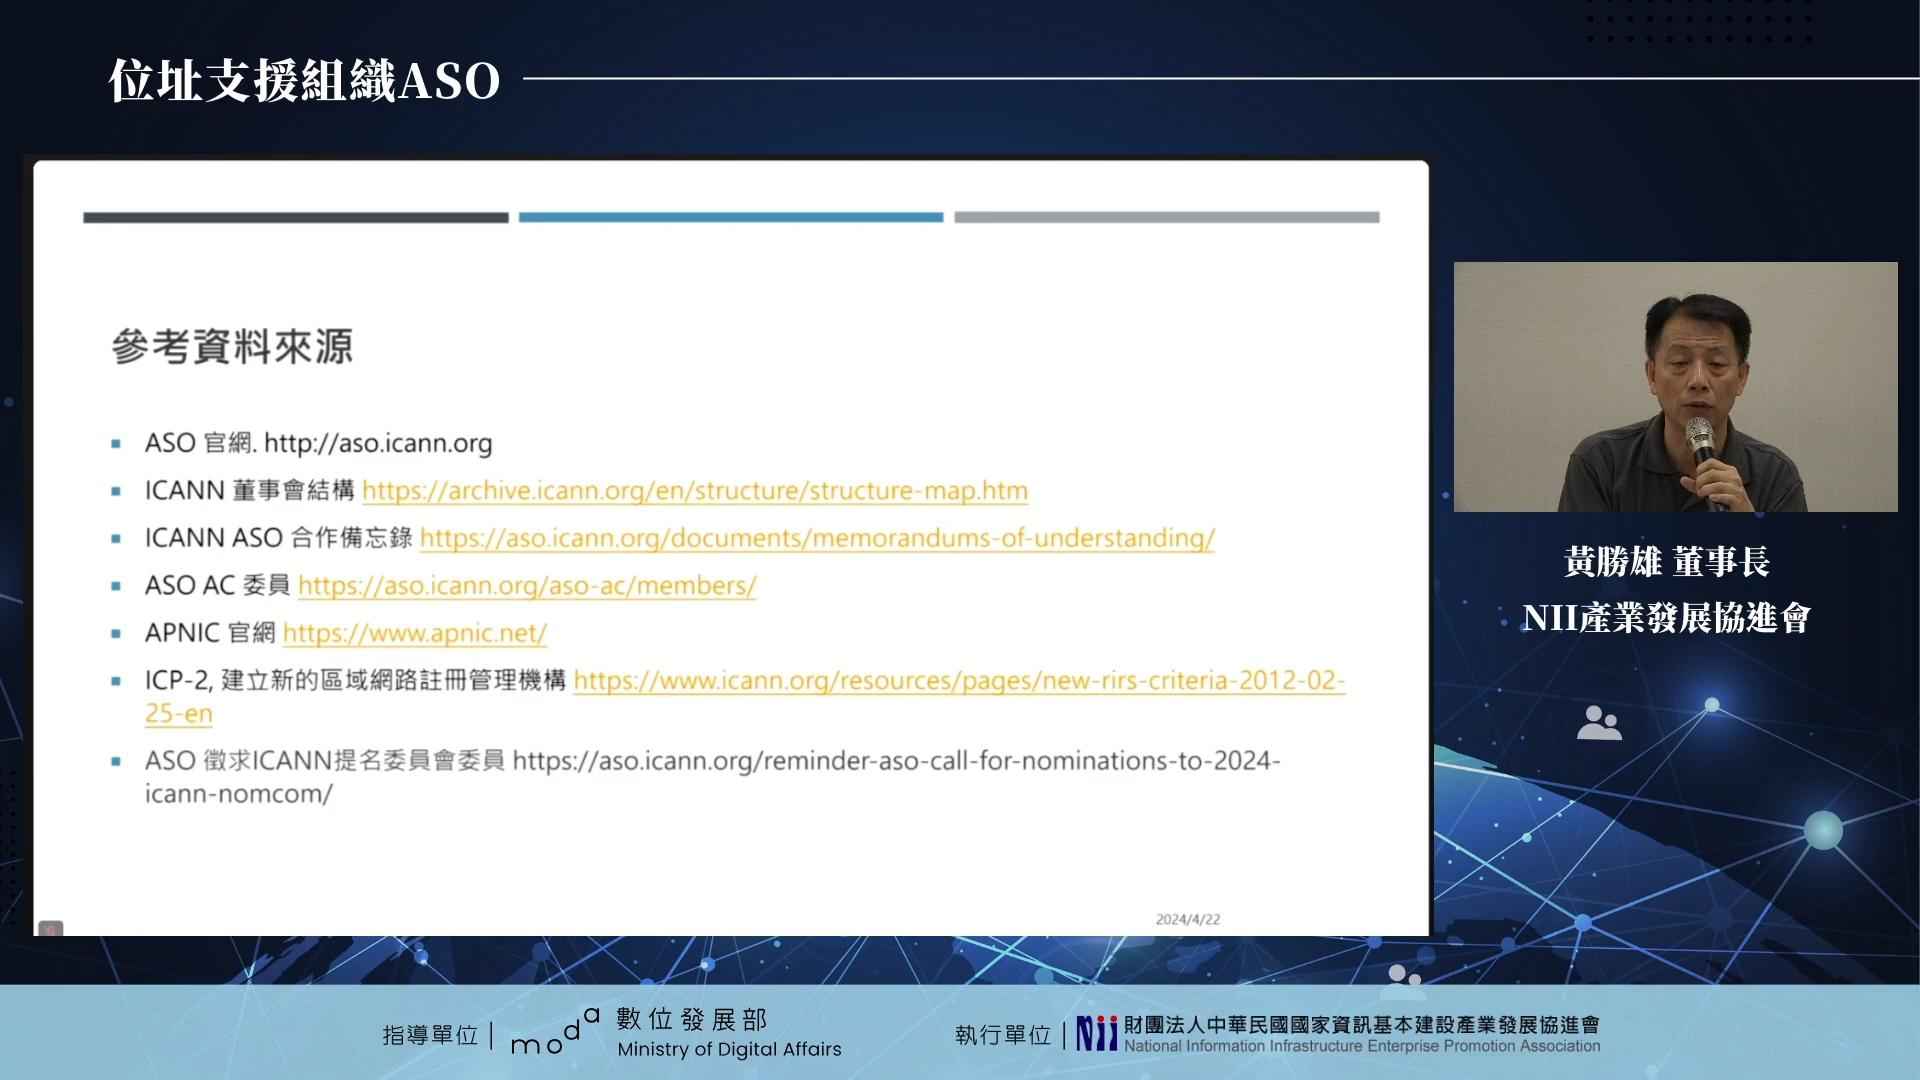 位址支援組織ASO
參考資料來源
ASO 官網. http://aso.icann.org
ICANN 董事會結構 https://archive.icann.org/en/structure/structure-map.htm
ICANN ASO 合作備忘錄 https://aso.icann.org/documents/memorandums-of-understanding/
ASO AC 委員 https://aso.icann.org/aso-ac/members/
APNIC 官網 https://www.apnic.net/
ICP-2, 建立新的區域網路註冊管理機構 https://www.icann.org/resources/pages/new-rirs-criteria-2012-02-
25-en
ASO 徵求ICANN提名委員會委員 https://aso.icann.org/reminder-aso-call-for-nominations-to-2024-
icann-nomcom/
2024/4/22
黃勝雄 董事長
NII產業發展協進會
指導單位 | moda 數位發展部
Ministry of Digital Affairs
執行單位 | Nii 財團法人中華民國國家資訊基本建設產業發展協進會
National Information Infrastructure Enterprise Promotion Association